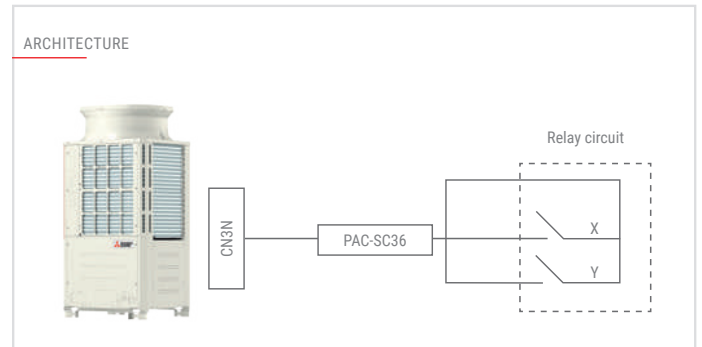 ARCHITECTURE
Relay circuit
CN3N
PAC-SC36
X
Y